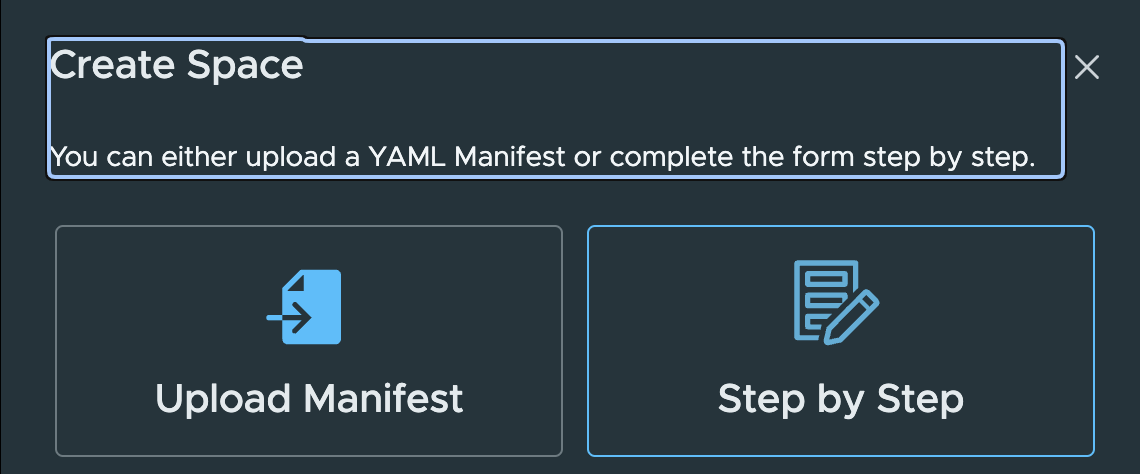 Create Space
You can either upload a YAML Manifest or complete the form step by step.
Upload Manifest
Step by Step